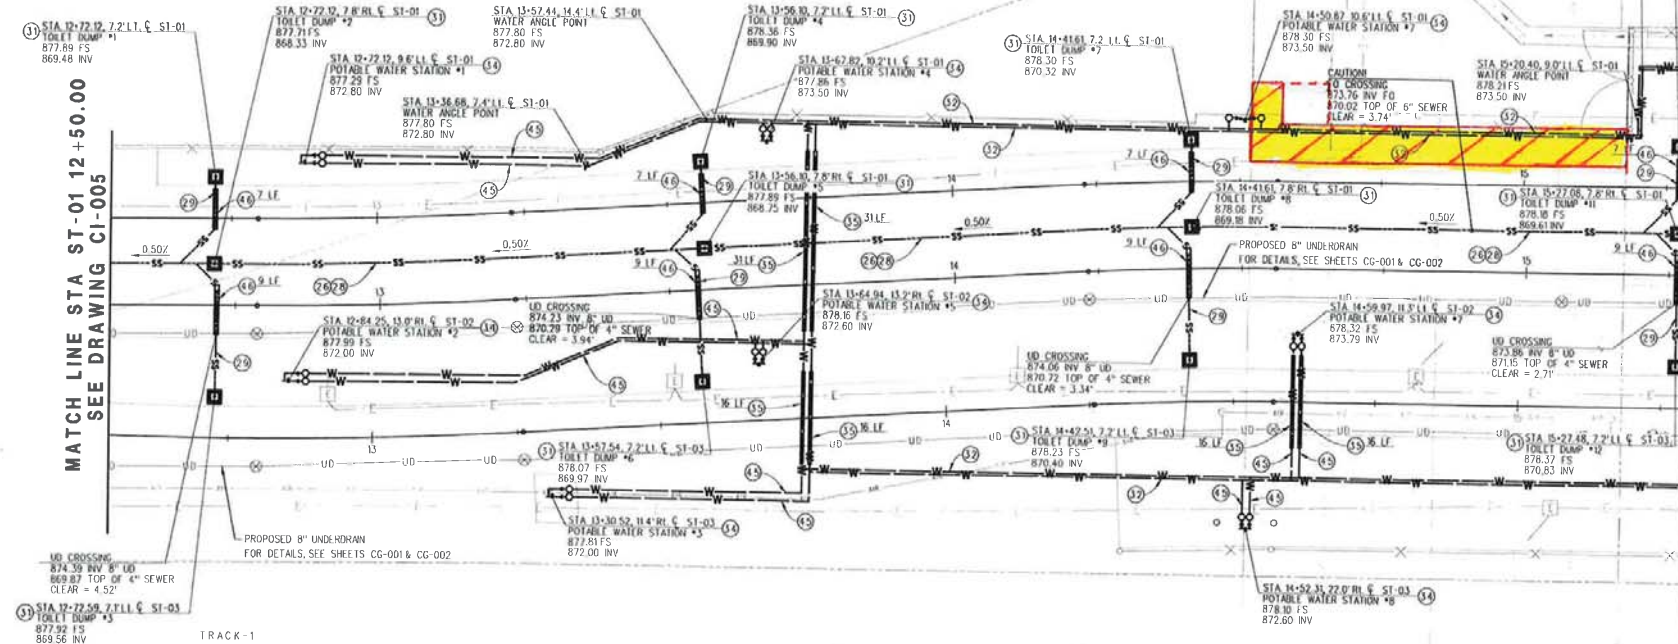 STA. 12+72.12, 7.2' LT. ℄ ST-01
31
TOILET DUMP #1
877.89 FS
869.48 INV
STA 12+72.12, 7.8' Rt. ℄ ST-01
31
TOILET DUMP #2
877.71 FS
868.33 INV
STA 12+72.12, 9.6' Lt. ℄ ST-01
POTABLE WATER STATION #1
34
877.29 FS
872.80 INV
STA 13+36.68, 7.4' Lt. ℄ ST-01
WATER ANGLE POINT
877.80 FS
872.80 INV
STA 13+57.44, 14.4' Lt. ℄ ST-01
WATER ANGLE POINT
877.80 FS
872.80 INV
STA 13+56.10, 7.2' Lt. ℄ ST-01
31
TOILET DUMP #4
878.36 FS
869.90 INV
STA 13+67.82, 10.2' Lt. ℄ ST-01
POTABLE WATER STATION #4
34
877.86 FS
873.50 INV
STA 14+41.61, 7.2 Lt. ℄ ST-01
31
TOILET DUMP #7
878.30 FS
870.32 INV
STA 14+50.87 10.6' Lt. ℄ ST-01
POTABLE WATER STATION #7
34
878.30 FS
873.50 INV
CAUTION!
CROSSING
873.76 INV FO
870.02 TOP OF 6" SEWER
CLEAR = 3.74'
STA 15+20.40, 9.0' Lt. ℄ ST-01
WATER ANGLE POINT
878.21 FS
873.50 INV
MATCH LINE STA ST-01 12+50.00
SEE DRAWING CI-005
STA 13+56.10, 7.8' Rt. ℄ ST-01
31
TOILET DUMP #5
877.89 FS
868.75 INV
STA 14+41.61, 7.8' Rt. ℄ ST-01
31
TOILET DUMP #8
878.06 FS
869.18 INV
STA 15+27.08, 7.8' Rt. ℄ ST-01
31
TOILET DUMP #11
878.18 FS
869.61 INV
7 LF
9 LF
31 LF
16 LF
0.50%
0.50%
0.50%
0.50%
PROPOSED 8" UNDERDRAIN
FOR DETAILS, SEE SHEETS CG-001 & CG-002
STA 12+84.25, 13.0' Rt. ℄ ST-02
POTABLE WATER STATION #2
34
877.99 FS
872.00 INV
UD CROSSING
874.23 INV 8" UD
870.29 TOP OF 4" SEWER
CLEAR = 3.94'
STA 13+64.94, 13.2' Rt. ℄ ST-02
POTABLE WATER STATION #5
34
878.16 FS
872.60 INV
UD CROSSING
874.06 INV 8" UD
870.72 TOP OF 4" SEWER
CLEAR = 3.34'
STA 14+59.97, 11.3' Lt ℄ ST-02
POTABLE WATER STATION #7
34
878.32 FS
873.79 INV
UD CROSSING
873.86 INV 8" UD
871.15 TOP OF 4" SEWER
CLEAR = 2.71'
STA. 13+57.54, 7.2' Lt. ℄ ST-03
31
TOILET DUMP #6
878.07 FS
869.97 INV
STA 14+42.51, 7.2' Lt. ℄ ST-03
31
TOILET DUMP #9
878.23 FS
870.40 INV
STA 15+27.48, 7.2' Lt. ℄ ST-03
31
TOILET DUMP #12
878.37 FS
870.83 INV
STA 13+30.52, 11.4' Rt. ℄ ST-03
POTABLE WATER STATION #3
34
877.81 FS
872.00 INV
STA 14+52.31, 22.0' Rt. ℄ ST-03
POTABLE WATER STATION #8
34
878.10 FS
872.60 INV
PROPOSED 8" UNDERDRAIN
FOR DETAILS, SEE SHEETS CG-001 & CG-002
UD CROSSING
874.39 INV 8" UD
869.87 TOP OF 4" SEWER
CLEAR = 4.52'
STA 12+72.59, 7.1' Lt. ℄ ST-03
31
TOILET DUMP #3
877.92 FS
869.56 INV
TRACK-1